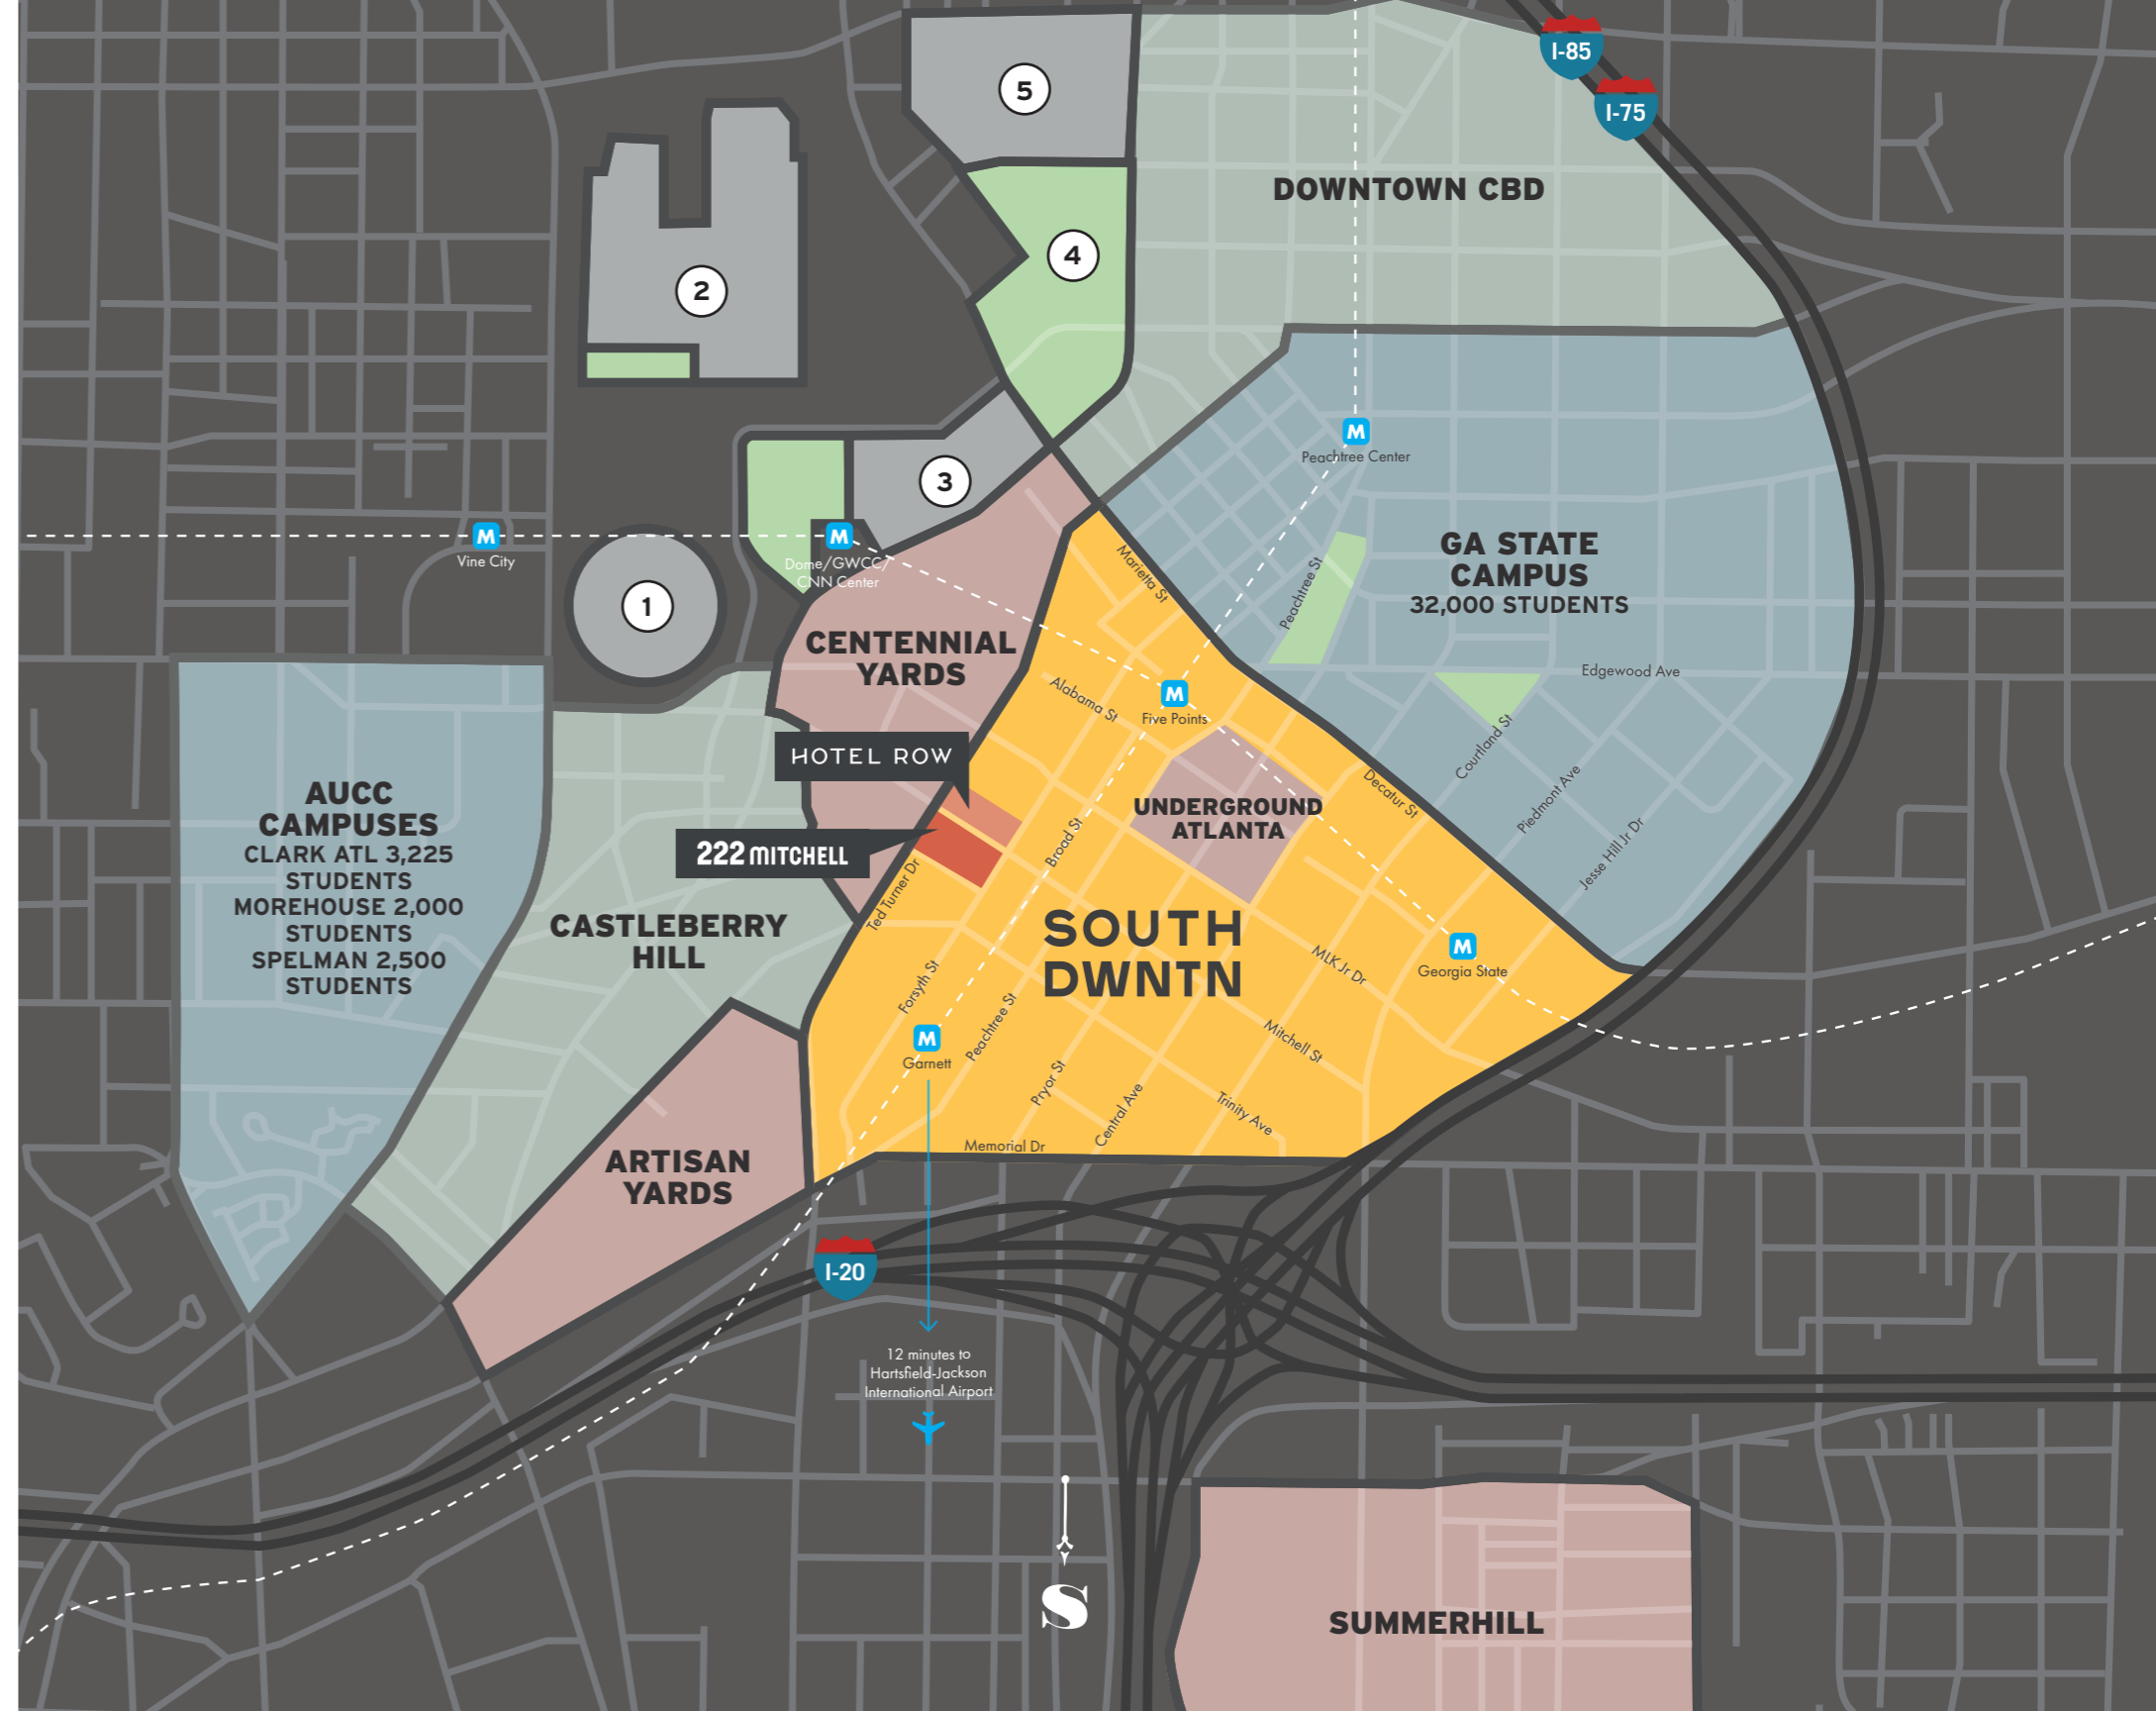 I-85
I-75
5
DOWNTOWN CBD
4
2
M
Peachtree Center
3
M
Vine City
M
Dome/GWCC/
CNN Center
Marietta St
GA STATE
CAMPUS
32,000 STUDENTS
Peachtree St
1
CENTENNIAL
YARDS
Edgewood Ave
Alabama St
M
Five Points
HOTEL ROW
Courtland St
AUCC
CAMPUSES
CLARK ATL 3,225
STUDENTS
MOREHOUSE 2,000
STUDENTS
SPELMAN 2,500
STUDENTS
UNDERGROUND
ATLANTA
Decatur St
Piedmont Ave
Broad St
222 MITCHELL
Jesse Hill Jr Dr
Ted Turner Dr
CASTLEBERRY
HILL
SOUTH
DWNTN
MLK Jr Dr
M
Georgia State
Forsyth St
Peachtree St
M
Garnett
Mitchell St
Pryor St
Central Ave
Trinity Ave
Memorial Dr
ARTISAN
YARDS
I-20
12 minutes to
Hartsfield-Jackson
International Airport
S
SUMMERHILL